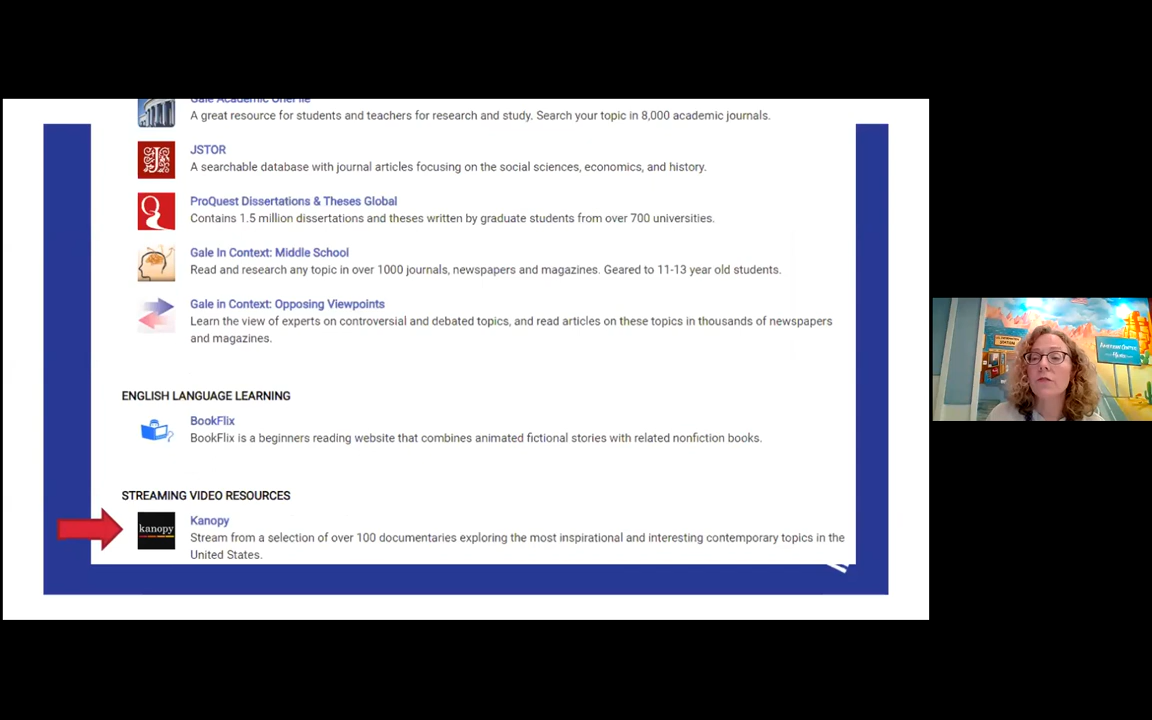 Gale Academic OneFile
A great resource for students and teachers for research and study. Search your topic in 8,000 academic journals.
JSTOR
A searchable database with journal articles focusing on the social sciences, economics, and history.
ProQuest Dissertations & Theses Global
Contains 1.5 million dissertations and theses written by graduate students from over 700 universities.
Gale In Context: Middle School
Read and research any topic in over 1000 journals, newspapers and magazines. Geared to 11-13 year old students.
Gale in Context: Opposing Viewpoints
Learn the view of experts on controversial and debated topics, and read articles on these topics in thousands of newspapers
and magazines.
ENGLISH LANGUAGE LEARNING
BookFlix
BookFlix is a beginners reading website that combines animated fictional stories with related nonfiction books.
STREAMING VIDEO RESOURCES
kanopy
Kanopy
Stream from a selection of over 100 documentaries exploring the most inspirational and interesting contemporary topics in the
United States.